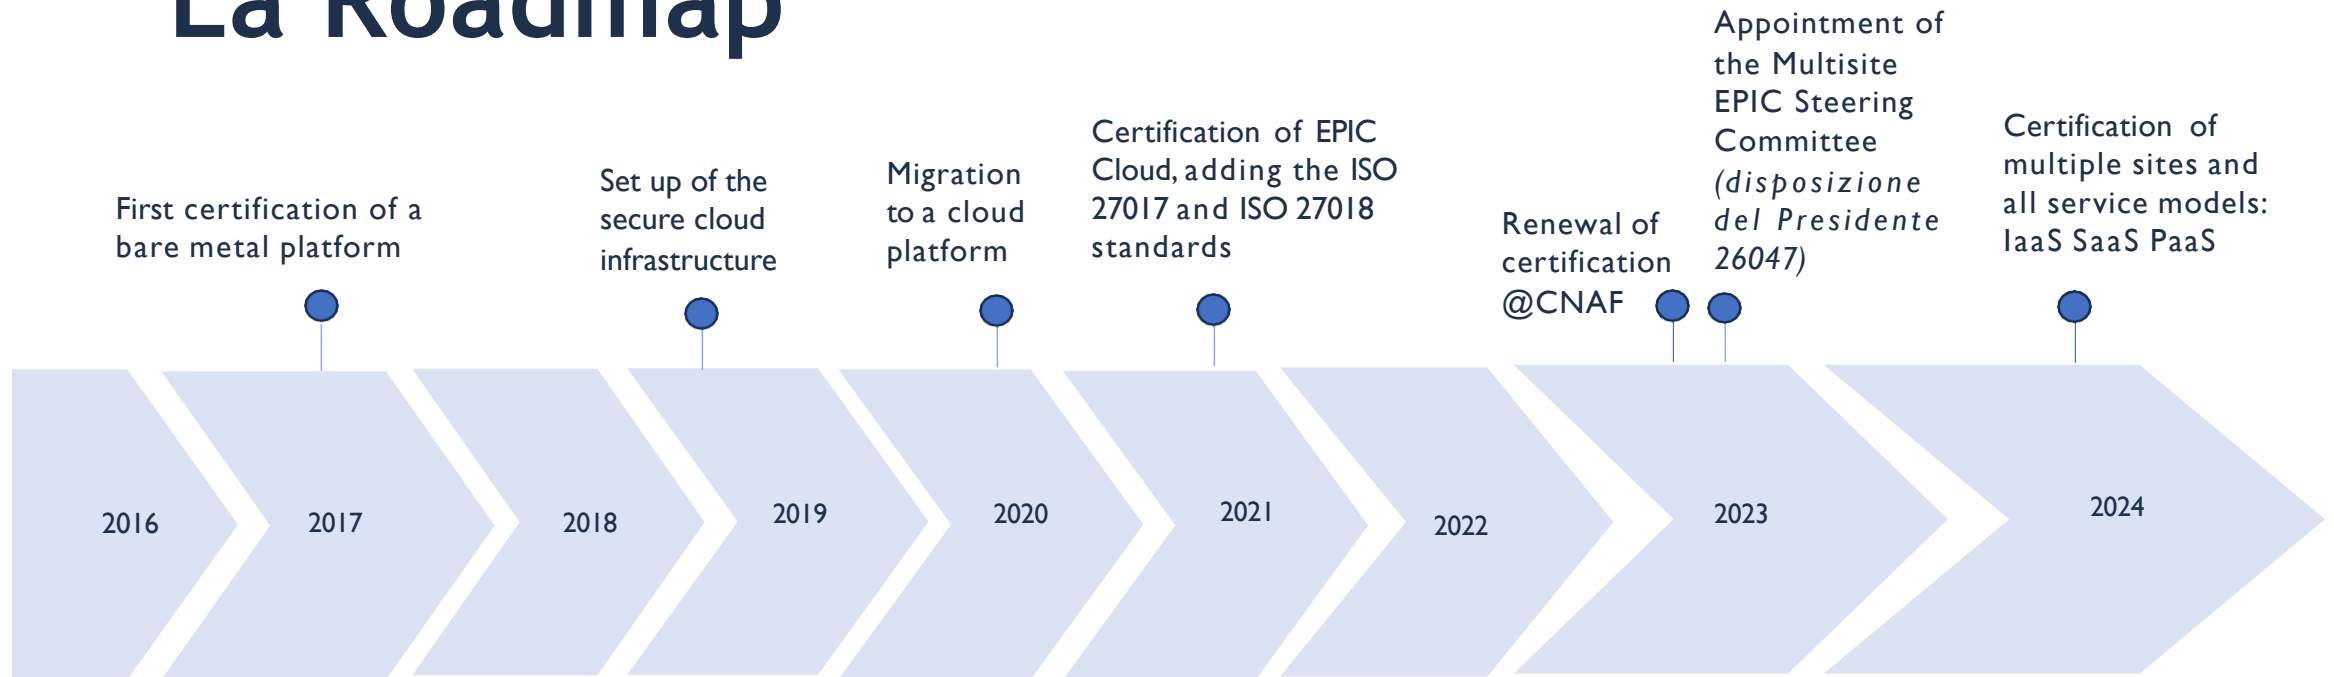 La Roadmap
First certification of a
bare metal platform
Set up of the
secure cloud
infrastructure
Migration
to a cloud
platform
Certification of EPIC
Cloud, adding the ISO
27017 and ISO 27018
standards
Renewal of
certification
@CNAF
Appointment of
the Multisite
EPIC Steering
Committee
(disposizione
del Presidente
26047)
Certification of
multiple sites and
all service models:
IaaS SaaS PaaS
2016
2017
2018
2019
2020
2021
2022
2023
2024